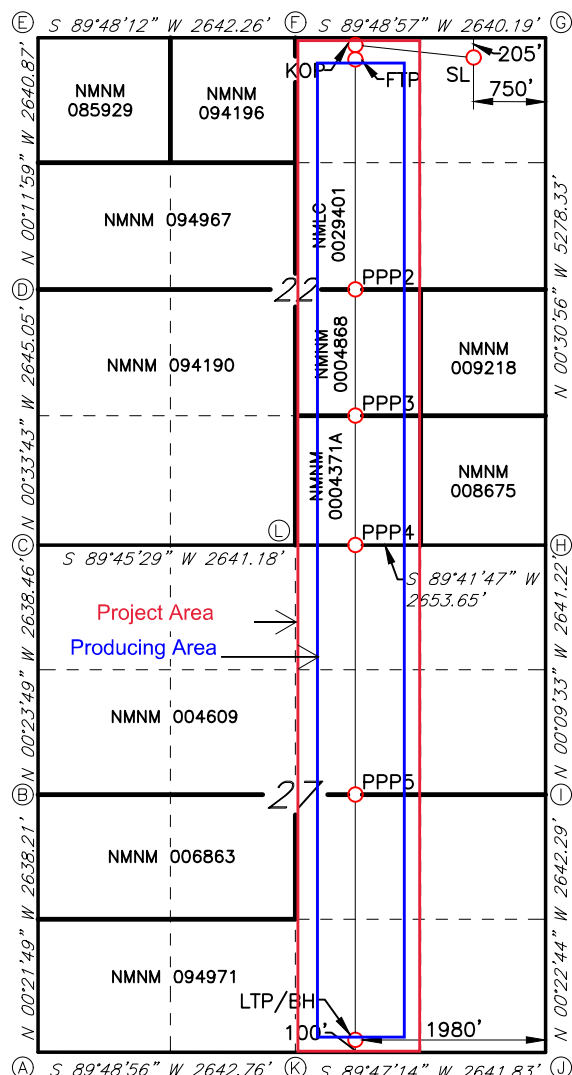 E S 89°48'12" W 2642.26' F S 89°48'57" W 2640.19' G
KOP
FTP
SL
205'
750'
N 00°11'59" W 2640.87'
NMNM
085929
NMNM
094196
NMNM 094967
NMLC
0029401
N 00°30'56" W 5278.33'
D
22
PPP2
NMNM 094190
NMNM
0004868
NMNM
009218
N 00°33'43" W 2645.05'
PPP3
NMNM
0004371A
NMNM
008675
L
C
PPP4
H
S 89°45'29" W 2641.18'
S 89°41'47" W
2653.65'
Project Area
Producing Area
N 00°23'49" W 2638.46'
N 00°09'33" W 2641.22'
NMNM 004609
B
27
PPP5
I
NMNM 006863
N 00°21'49" W 2638.21'
N 00°22'44" W 2642.29'
NMNM 094971
LTP/BH
100'
1980'
A S 89°48'56" W 2642.76' K S 89°47'14" W 2641.83' J